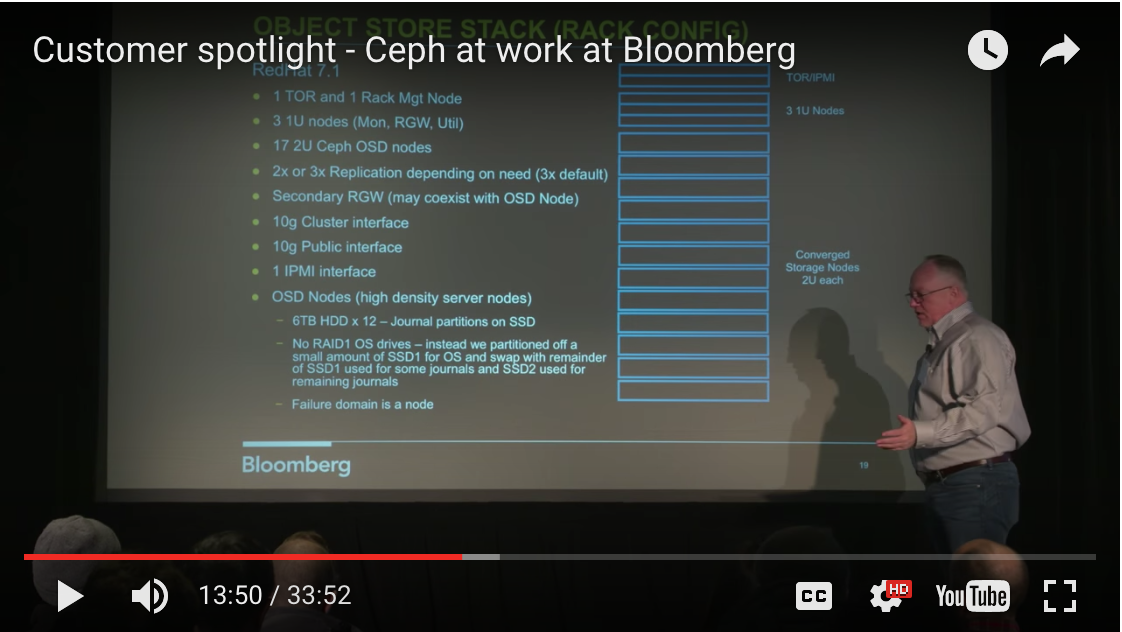 OBJECT STORE STACK (RACK CONFIG)
Customer spotlight - Ceph at work at Bloomberg
RedHat 7.1
TOR/IPMI
1 TOR and 1 Rack Mgt Node
3 1U nodes (Mon, RGW, Util)
3 1U Nodes
17 2U Ceph OSD nodes
2x or 3x Replication depending on need (3x default)
Secondary RGW (may coexist with OSD Node)
10g Cluster interface
10g Public interface
1 IPMI interface
Converged
Storage Nodes
2U each
OSD Nodes (high density server nodes)
– 6TB HDD x 12 – Journal partitions on SSD
– No RAID1 OS drives – instead we partitioned off a
small amount of SSD1 for OS and swap with remainder
of SSD1 used for some journals and SSD2 used for
remaining journals
– Failure domain is a node
Bloomberg
19
13:50 / 33:52
CC
HD
YouTube